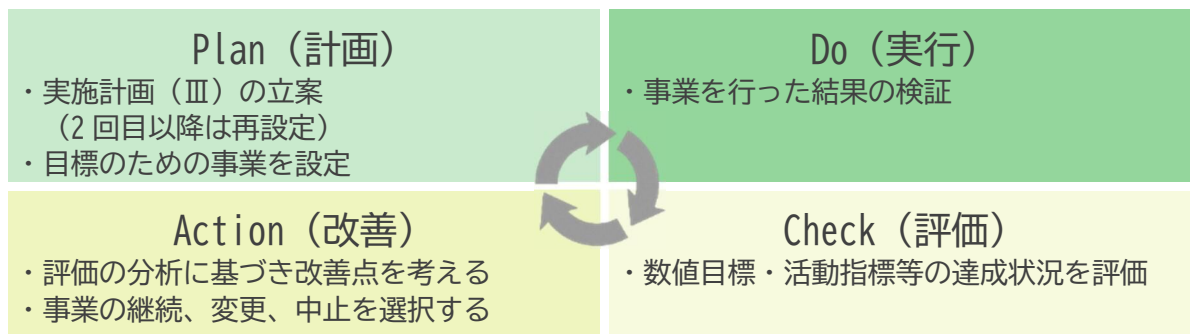 Plan（計画）
・実施計画（Ⅲ）の立案
（2回目以降は再設定）
・目標のための事業を設定
Do（実行）
・事業を行った結果の検証
Action（改善）
・評価の分析に基づき改善点を考える
・事業の継続、変更、中止を選択する
Check（評価）
・数値目標・活動指標等の達成状況を評価